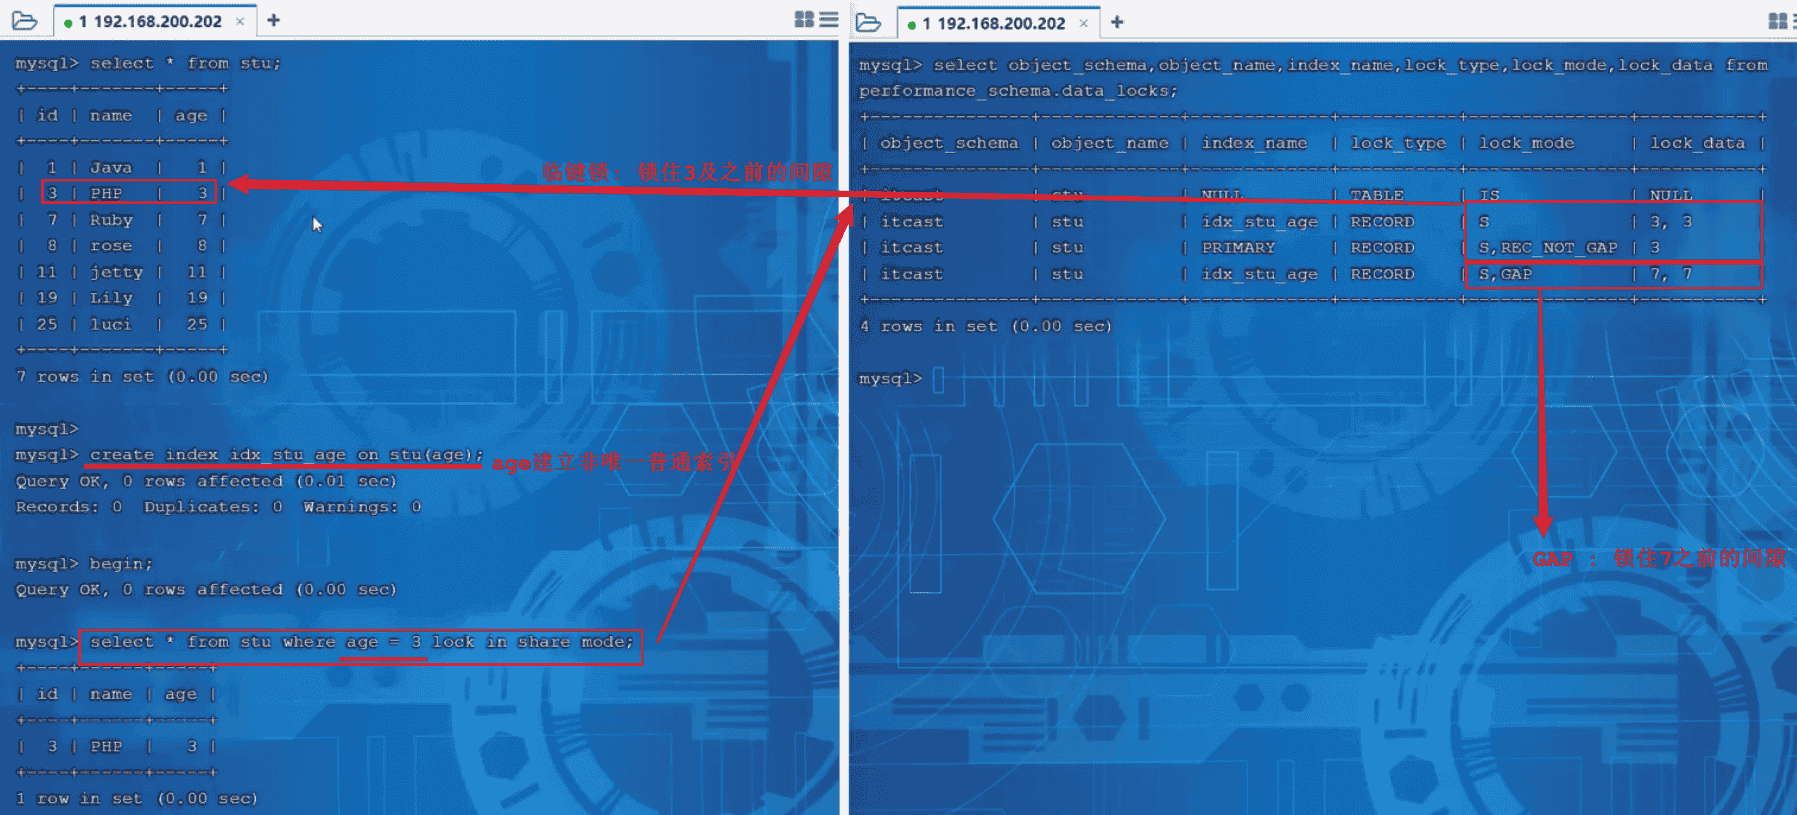 1 192.168.200.202 × +
mysql> select * from stu;
+----+-------+-----+
| id | name | age |
+----+-------+-----+
| 1 | Java | 1 |
| 3 | PHP | 3 |
| 7 | Ruby | 7 |
| 8 | rose | 8 |
| 11 | jetty | 11 |
| 19 | Lily | 19 |
| 25 | luci | 25 |
+----+-------+-----+
7 rows in set (0.00 sec)
mysql>
mysql> create index idx_stu_age on stu(age);
age建立非唯一普通索引
Query OK, 0 rows affected (0.01 sec)
Records: 0 Duplicates: 0 Warnings: 0
mysql> begin;
Query OK, 0 rows affected (0.00 sec)
mysql> select * from stu where age = 3 lock in share mode;
+----+------+-----+
| id | name | age |
+----+------+-----+
| 3 | PHP | 3 |
+----+------+-----+
1 row in set (0.00 sec)
临键锁: 锁住3及之前的间隙
1 192.168.200.202 × +
mysql> select object_schema,object_name,index_name,lock_type,lock_mode,lock_data from
performance_schema.data_locks;
+---------------+-------------+-------------+-----------+---------------+-----------+
| object_schema | object_name | index_name | lock_type | lock_mode | lock_data |
+---------------+-------------+-------------+-----------+---------------+-----------+
| itcast | stu | NULL | TABLE | IS | NULL
| itcast | stu | idx_stu_age | RECORD | S | 3, 3
| itcast | stu | PRIMARY | RECORD | S,REC_NOT_GAP | 3
| itcast | stu | idx_stu_age | RECORD | S,GAP | 7, 7
+---------------+-------------+-------------+-----------+---------------+-----------+
4 rows in set (0.00 sec)
mysql>
GAP : 锁住7之前的间隙